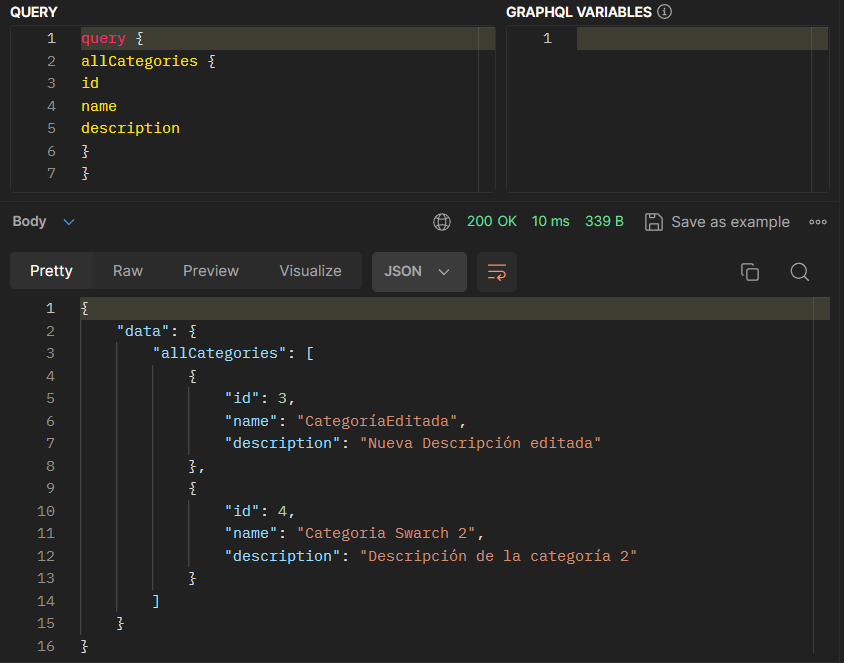 QUERY
GRAPHQL VARIABLES
1 query {
2 allCategories {
3 id
4 name
5 description
6 }
7 }
1
Body
200 OK 10 ms 339 B Save as example
Pretty Raw Preview Visualize JSON
1 {
2 "data": {
3 "allCategories": [
4 {
5 "id": 3,
6 "name": "CategoríaEditada",
7 "description": "Nueva Descripción editada"
8 },
9 {
10 "id": 4,
11 "name": "Categoria Swarch 2",
12 "description": "Descripción de la categoría 2"
13 }
14 ]
15 }
16 }